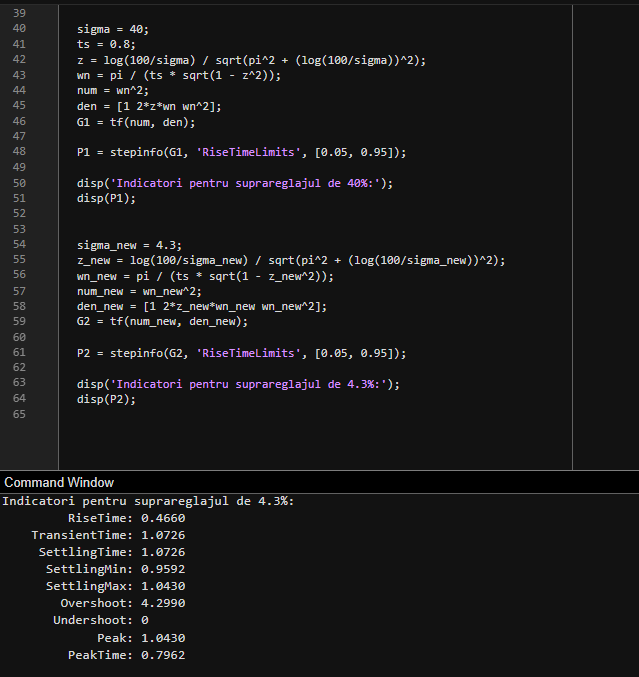 39
40 sigma = 40;
41 ts = 0.8;
42 z = log(100/sigma) / sqrt(pi^2 + (log(100/sigma))^2);
43 wn = pi / (ts * sqrt(1 - z^2));
44 num = wn^2;
45 den = [1 2*z*wn wn^2];
46 G1 = tf(num, den);
47
48 P1 = stepinfo(G1, 'RiseTimeLimits', [0.05, 0.95]);
49
50 disp('Indicatori pentru suprareglajul de 40%:');
51 disp(P1);
52
53
54 sigma_new = 4.3;
55 z_new = log(100/sigma_new) / sqrt(pi^2 + (log(100/sigma_new))^2);
56 wn_new = pi / (ts * sqrt(1 - z_new^2));
57 num_new = wn_new^2;
58 den_new = [1 2*z_new*wn_new wn_new^2];
59 G2 = tf(num_new, den_new);
60
61 P2 = stepinfo(G2, 'RiseTimeLimits', [0.05, 0.95]);
62
63 disp('Indicatori pentru suprareglajul de 4.3%:');
64 disp(P2);
65
Command Window
Indicatori pentru suprareglajul de 4.3%:
RiseTime: 0.4660
TransientTime: 1.0726
SettlingTime: 1.0726
SettlingMin: 0.9592
SettlingMax: 1.0430
Overshoot: 4.2990
Undershoot: 0
Peak: 1.0430
PeakTime: 0.7962